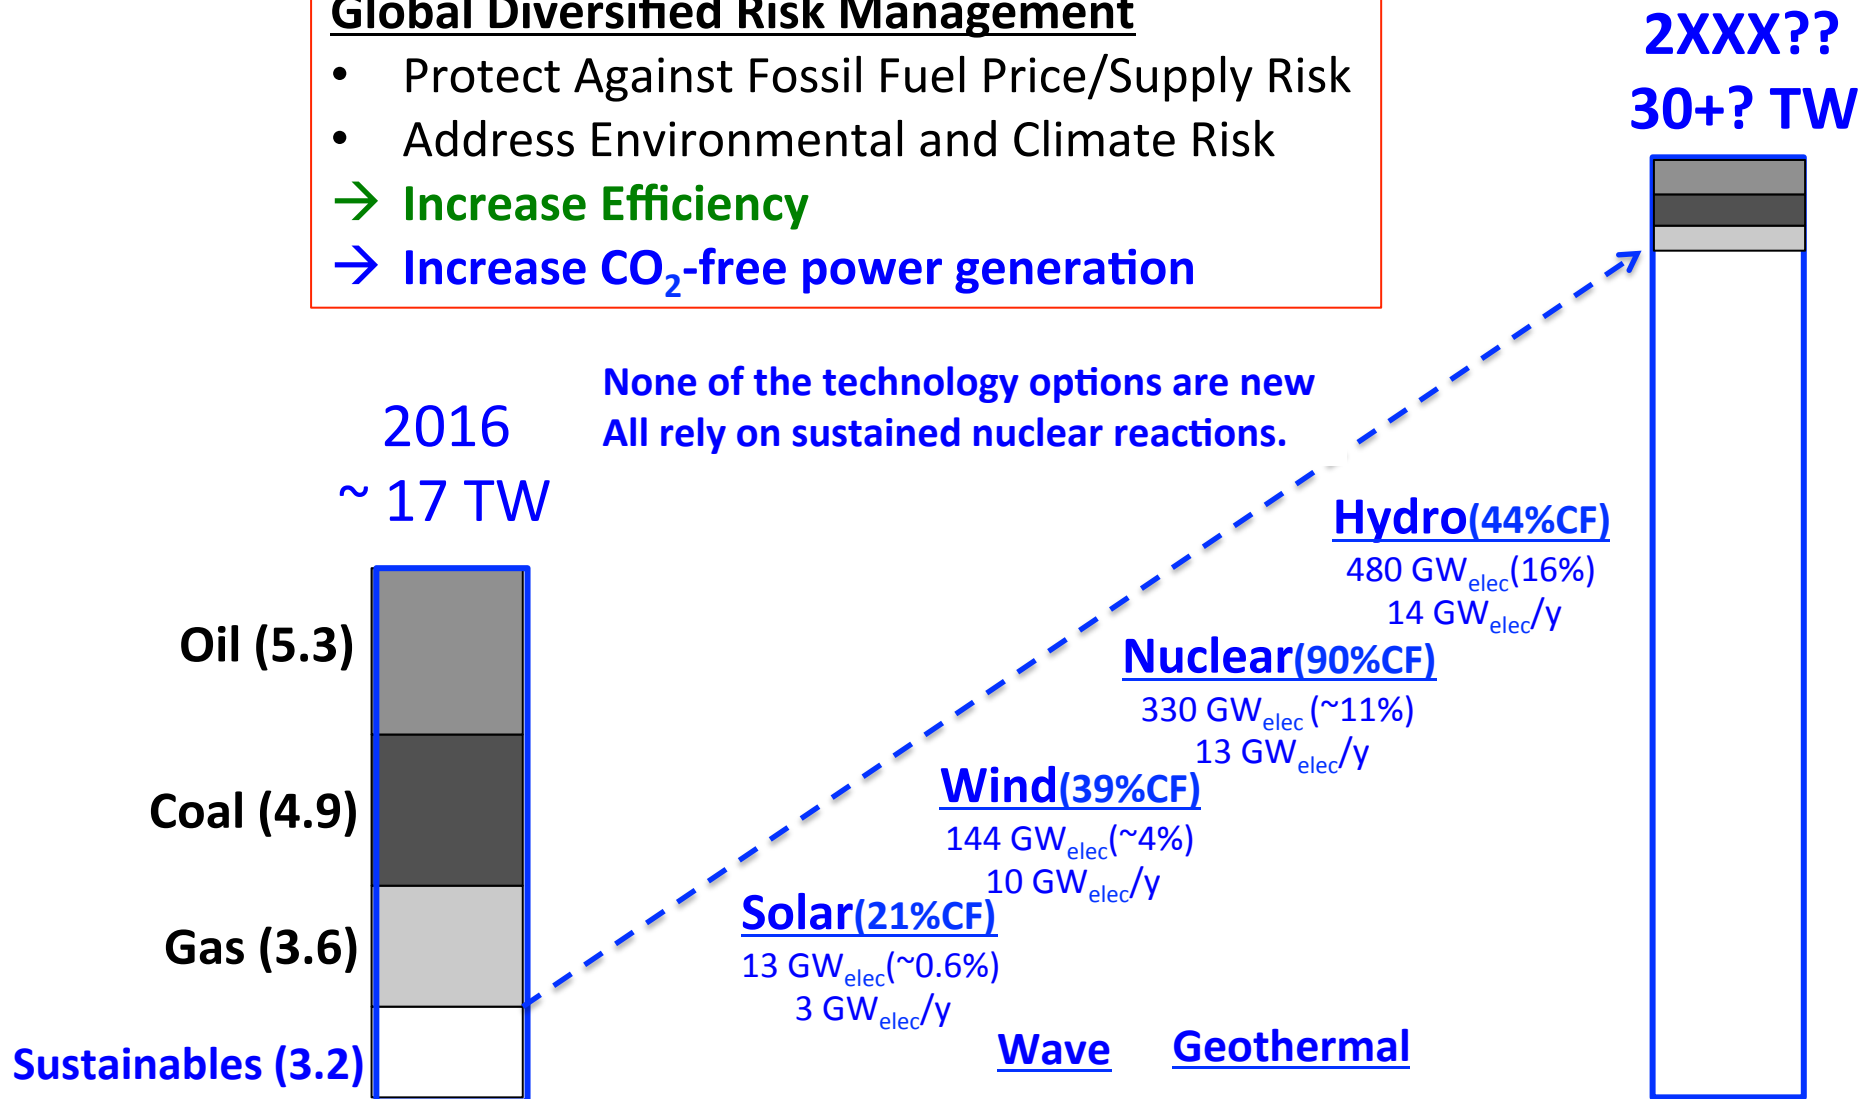 Global Diversified Risk Management
• Protect Against Fossil Fuel Price/Supply Risk
• Address Environmental and Climate Risk
→ Increase Efficiency
→ Increase CO₂-free power generation
2XXX??
30+? TW
None of the technology options are new
All rely on sustained nuclear reactions.
2016
~ 17 TW
Oil (5.3)
Coal (4.9)
Gas (3.6)
Sustainables (3.2)
Hydro(44%CF)
480 GWelec(16%)
14 GWelec/y
Nuclear(90%CF)
330 GWelec (~11%)
13 GWelec/y
Wind(39%CF)
144 GWelec(~4%)
10 GWelec/y
Solar(21%CF)
13 GWelec(~0.6%)
3 GWelec/y
Wave
Geothermal